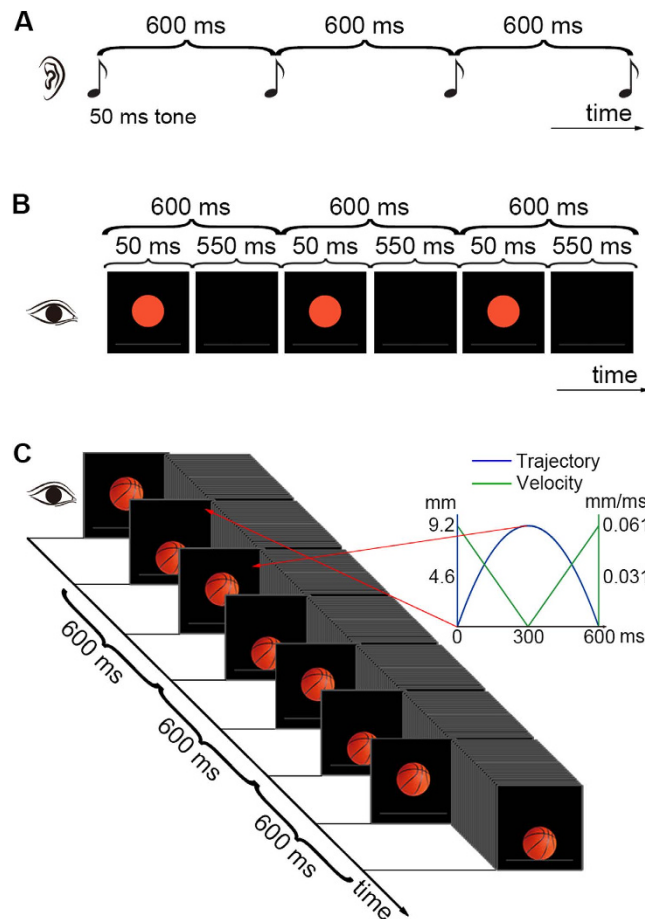 A
600 ms 600 ms 600 ms
50 ms tone
time
B
600 ms 600 ms 600 ms
50 ms 550 ms 50 ms 550 ms 50 ms 550 ms
time
C
Trajectory
Velocity
mm mm/ms
9.2 0.061
4.6 0.031
0 300 600 ms
600 ms
600 ms
600 ms
time